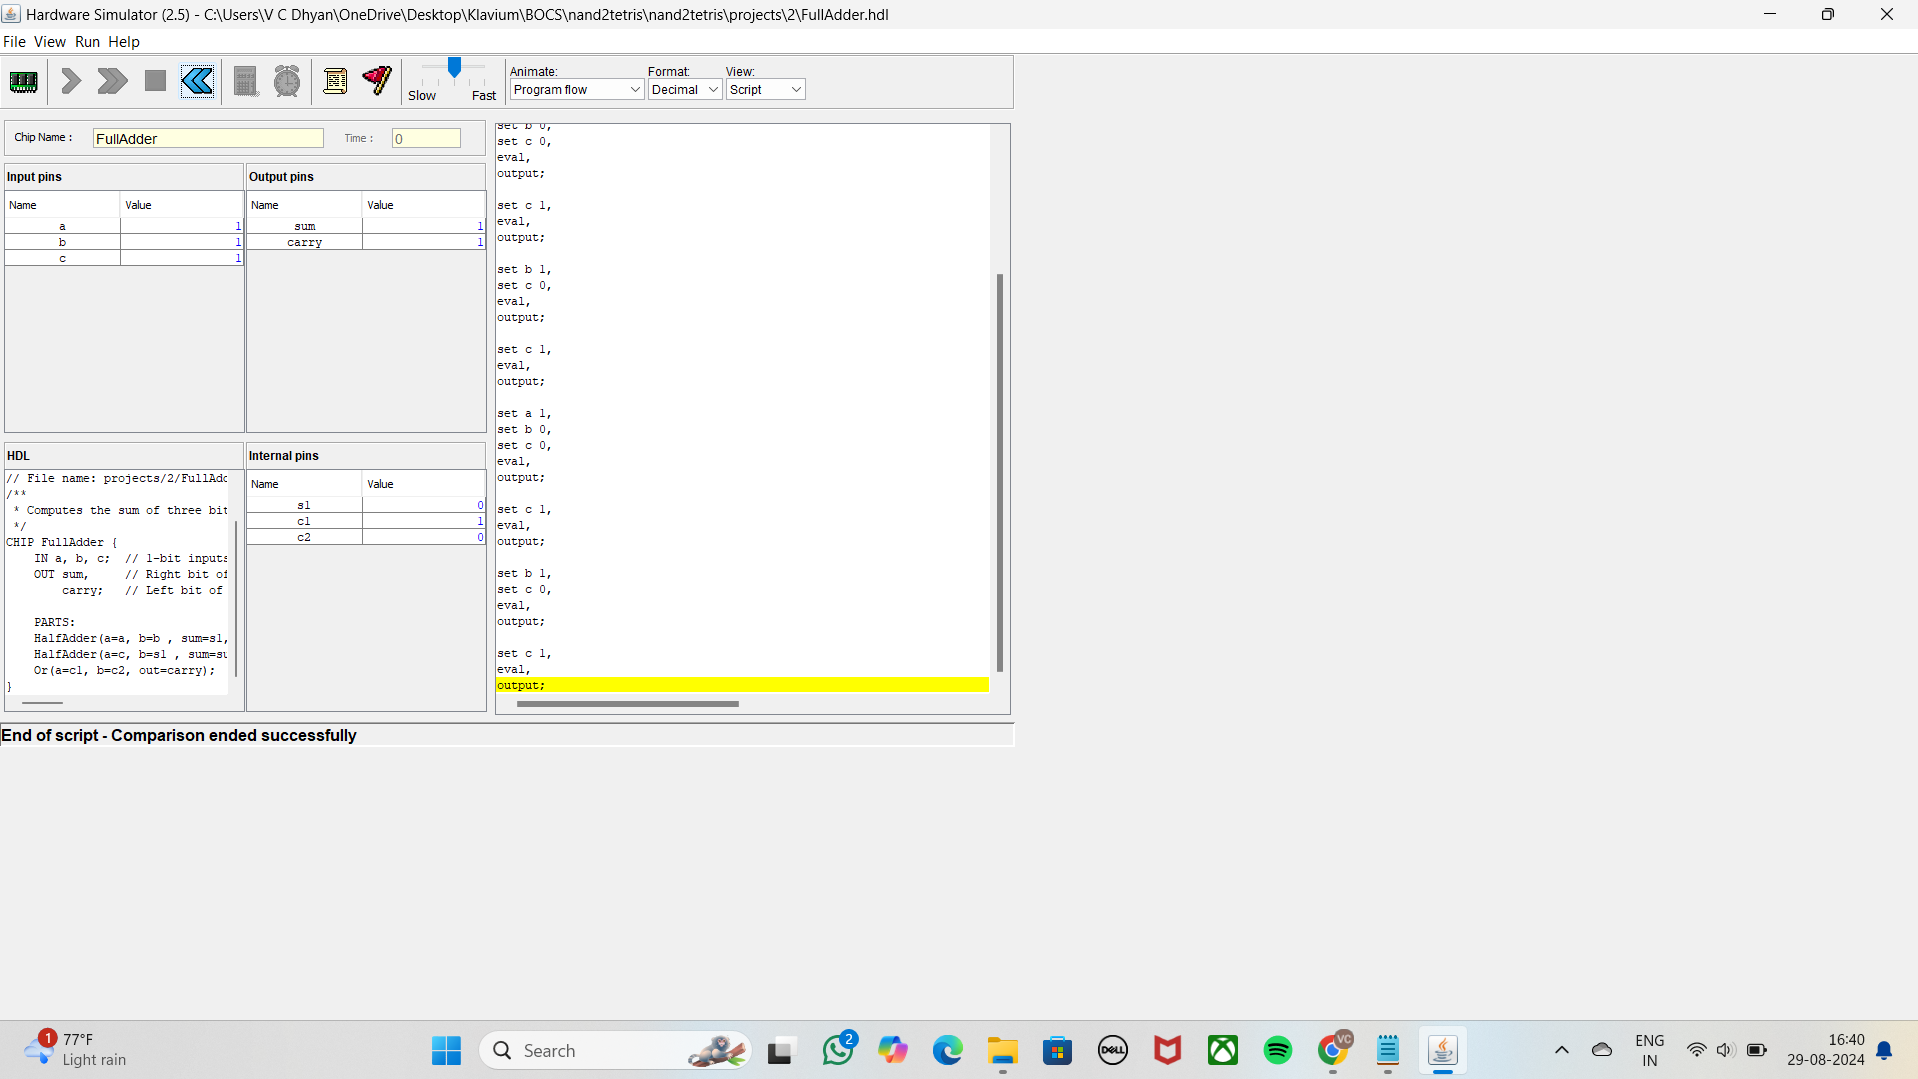 Hardware Simulator (2.5) - C:\Users\V C Dhyan\OneDrive\Desktop\Klavium\BOCS\nand2tetris\nand2tetris\projects\2\FullAdder.hdl
File View Run Help
Slow Fast
Animate: Format: View:
Program flow Decimal Script
Chip Name : FullAdder Time : 0
Input pins
Name Value
a 1
b 1
c 1
Output pins
Name Value
sum 1
carry 1
HDL
// File name: projects/2/FullAdd
/**
* Computes the sum of three bit
*/
CHIP FullAdder {
IN a, b, c; // 1-bit inputs
OUT sum, // Right bit of
carry; // Left bit of
PARTS:
HalfAdder(a=a, b=b , sum=s1,
HalfAdder(a=c, b=s1 , sum=su
Or(a=c1, b=c2, out=carry);
}
Internal pins
Name Value
s1 0
c1 1
c2 0
set b 0,
set c 0,
eval,
output;
set c 1,
eval,
output;
set b 1,
set c 0,
eval,
output;
set c 1,
eval,
output;
set a 1,
set b 0,
set c 0,
eval,
output;
set c 1,
eval,
output;
set b 1,
set c 0,
eval,
output;
set c 1,
eval,
output;
End of script - Comparison ended successfully
1
77°F
Light rain
Search
2
DELL
VC
ENG
IN
16:40
29-08-2024